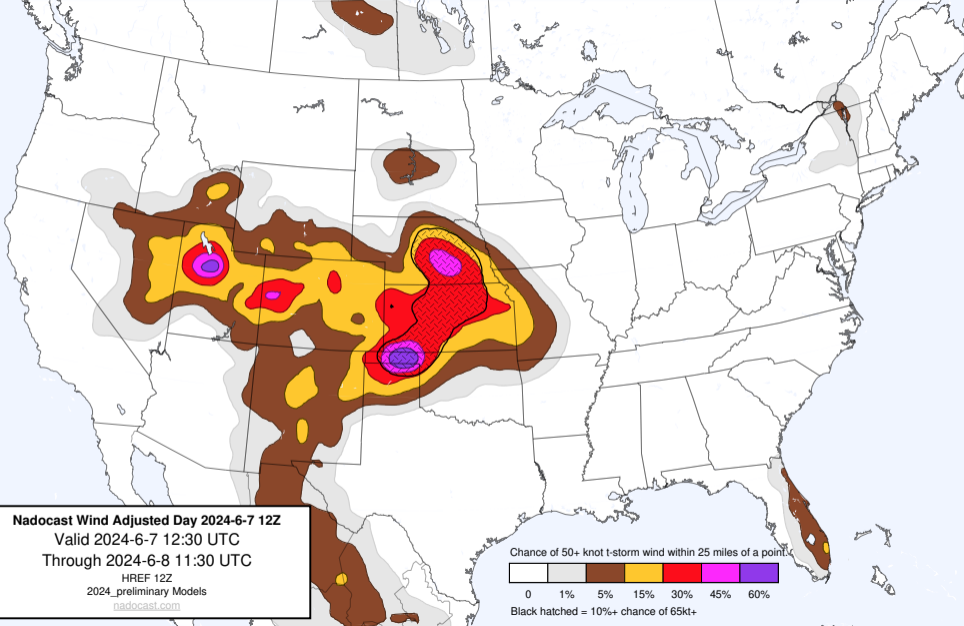 Nadocast Wind Adjusted Day 2024-6-7 12Z
Valid 2024-6-7 12:30 UTC
Through 2024-6-8 11:30 UTC
HREF 12Z
2024_preliminary Models
nadocast.com
Chance of 50+ knot t-storm wind within 25 miles of a point.
0 1% 5% 15% 30% 45% 60%
Black hatched = 10%+ chance of 65kt+